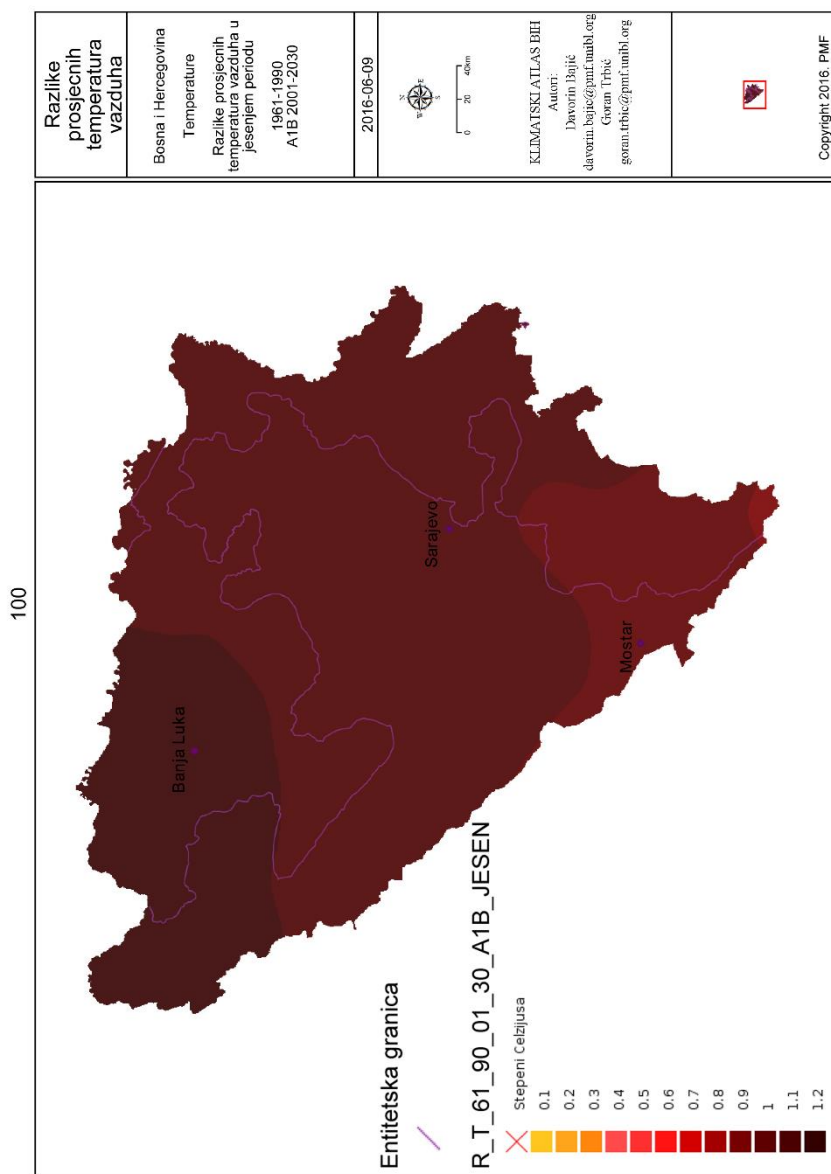 100
Razlike
prosjecnih
temperatura
vazduha
Bosna i Hercegovina
Temperature
Razlike prosjecnih
temperatura vazduha u
jesenjem periodu
1961-1990
A1B 2001-2030
2016-06-09
N
W
E
S
0
20
40km
KLIMATSKI ATLAS BIH
Autori:
Davorin Bajić
davorin.bajic@pmf.unibl.org
Goran Trbić
goran.trbic@pmf.unibl.org
Copyright 2016. PMF
Banja Luka
Sarajevo
Mostar
Entitetska granica
R_T_61_90_01_30_A1B_JESEN
Stepeni Celzijusa
0.1
0.2
0.3
0.4
0.5
0.6
0.7
0.8
0.9
1
1.1
1.2